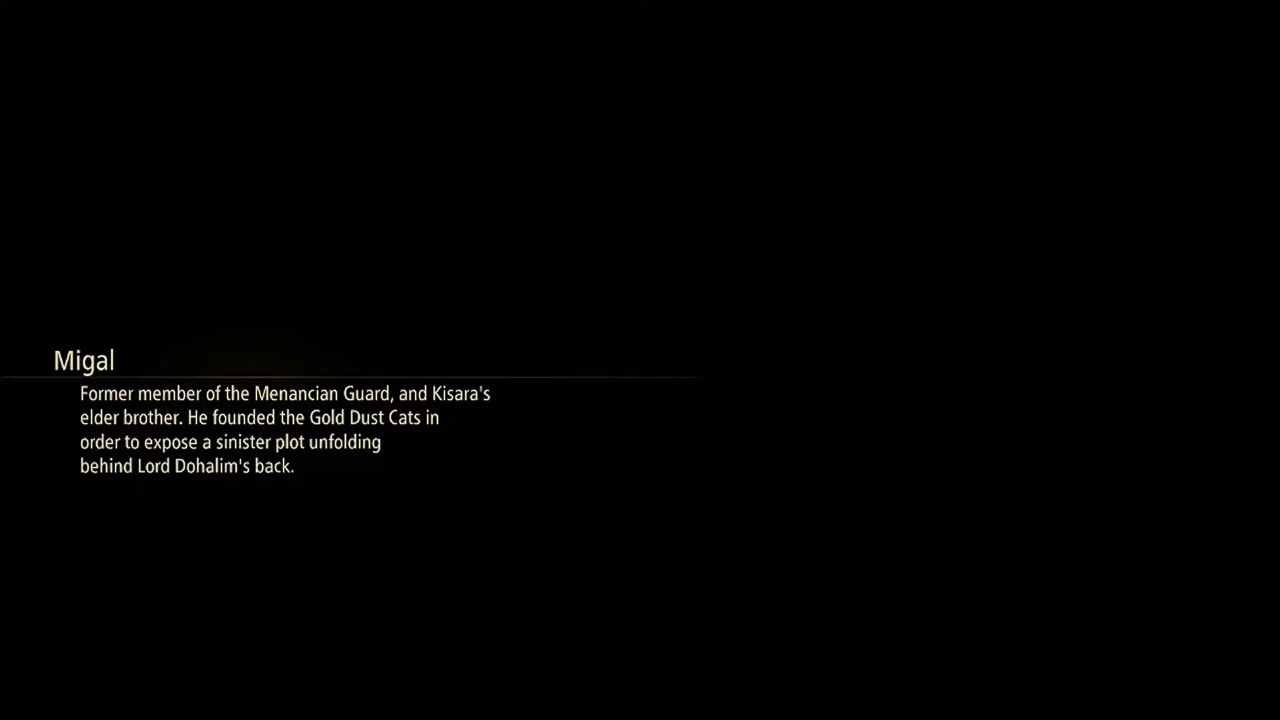 Migal
Former member of the Menancian Guard, and Kisara's
elder brother. He founded the Gold Dust Cats in
order to expose a sinister plot unfolding
behind Lord Dohalim's back.